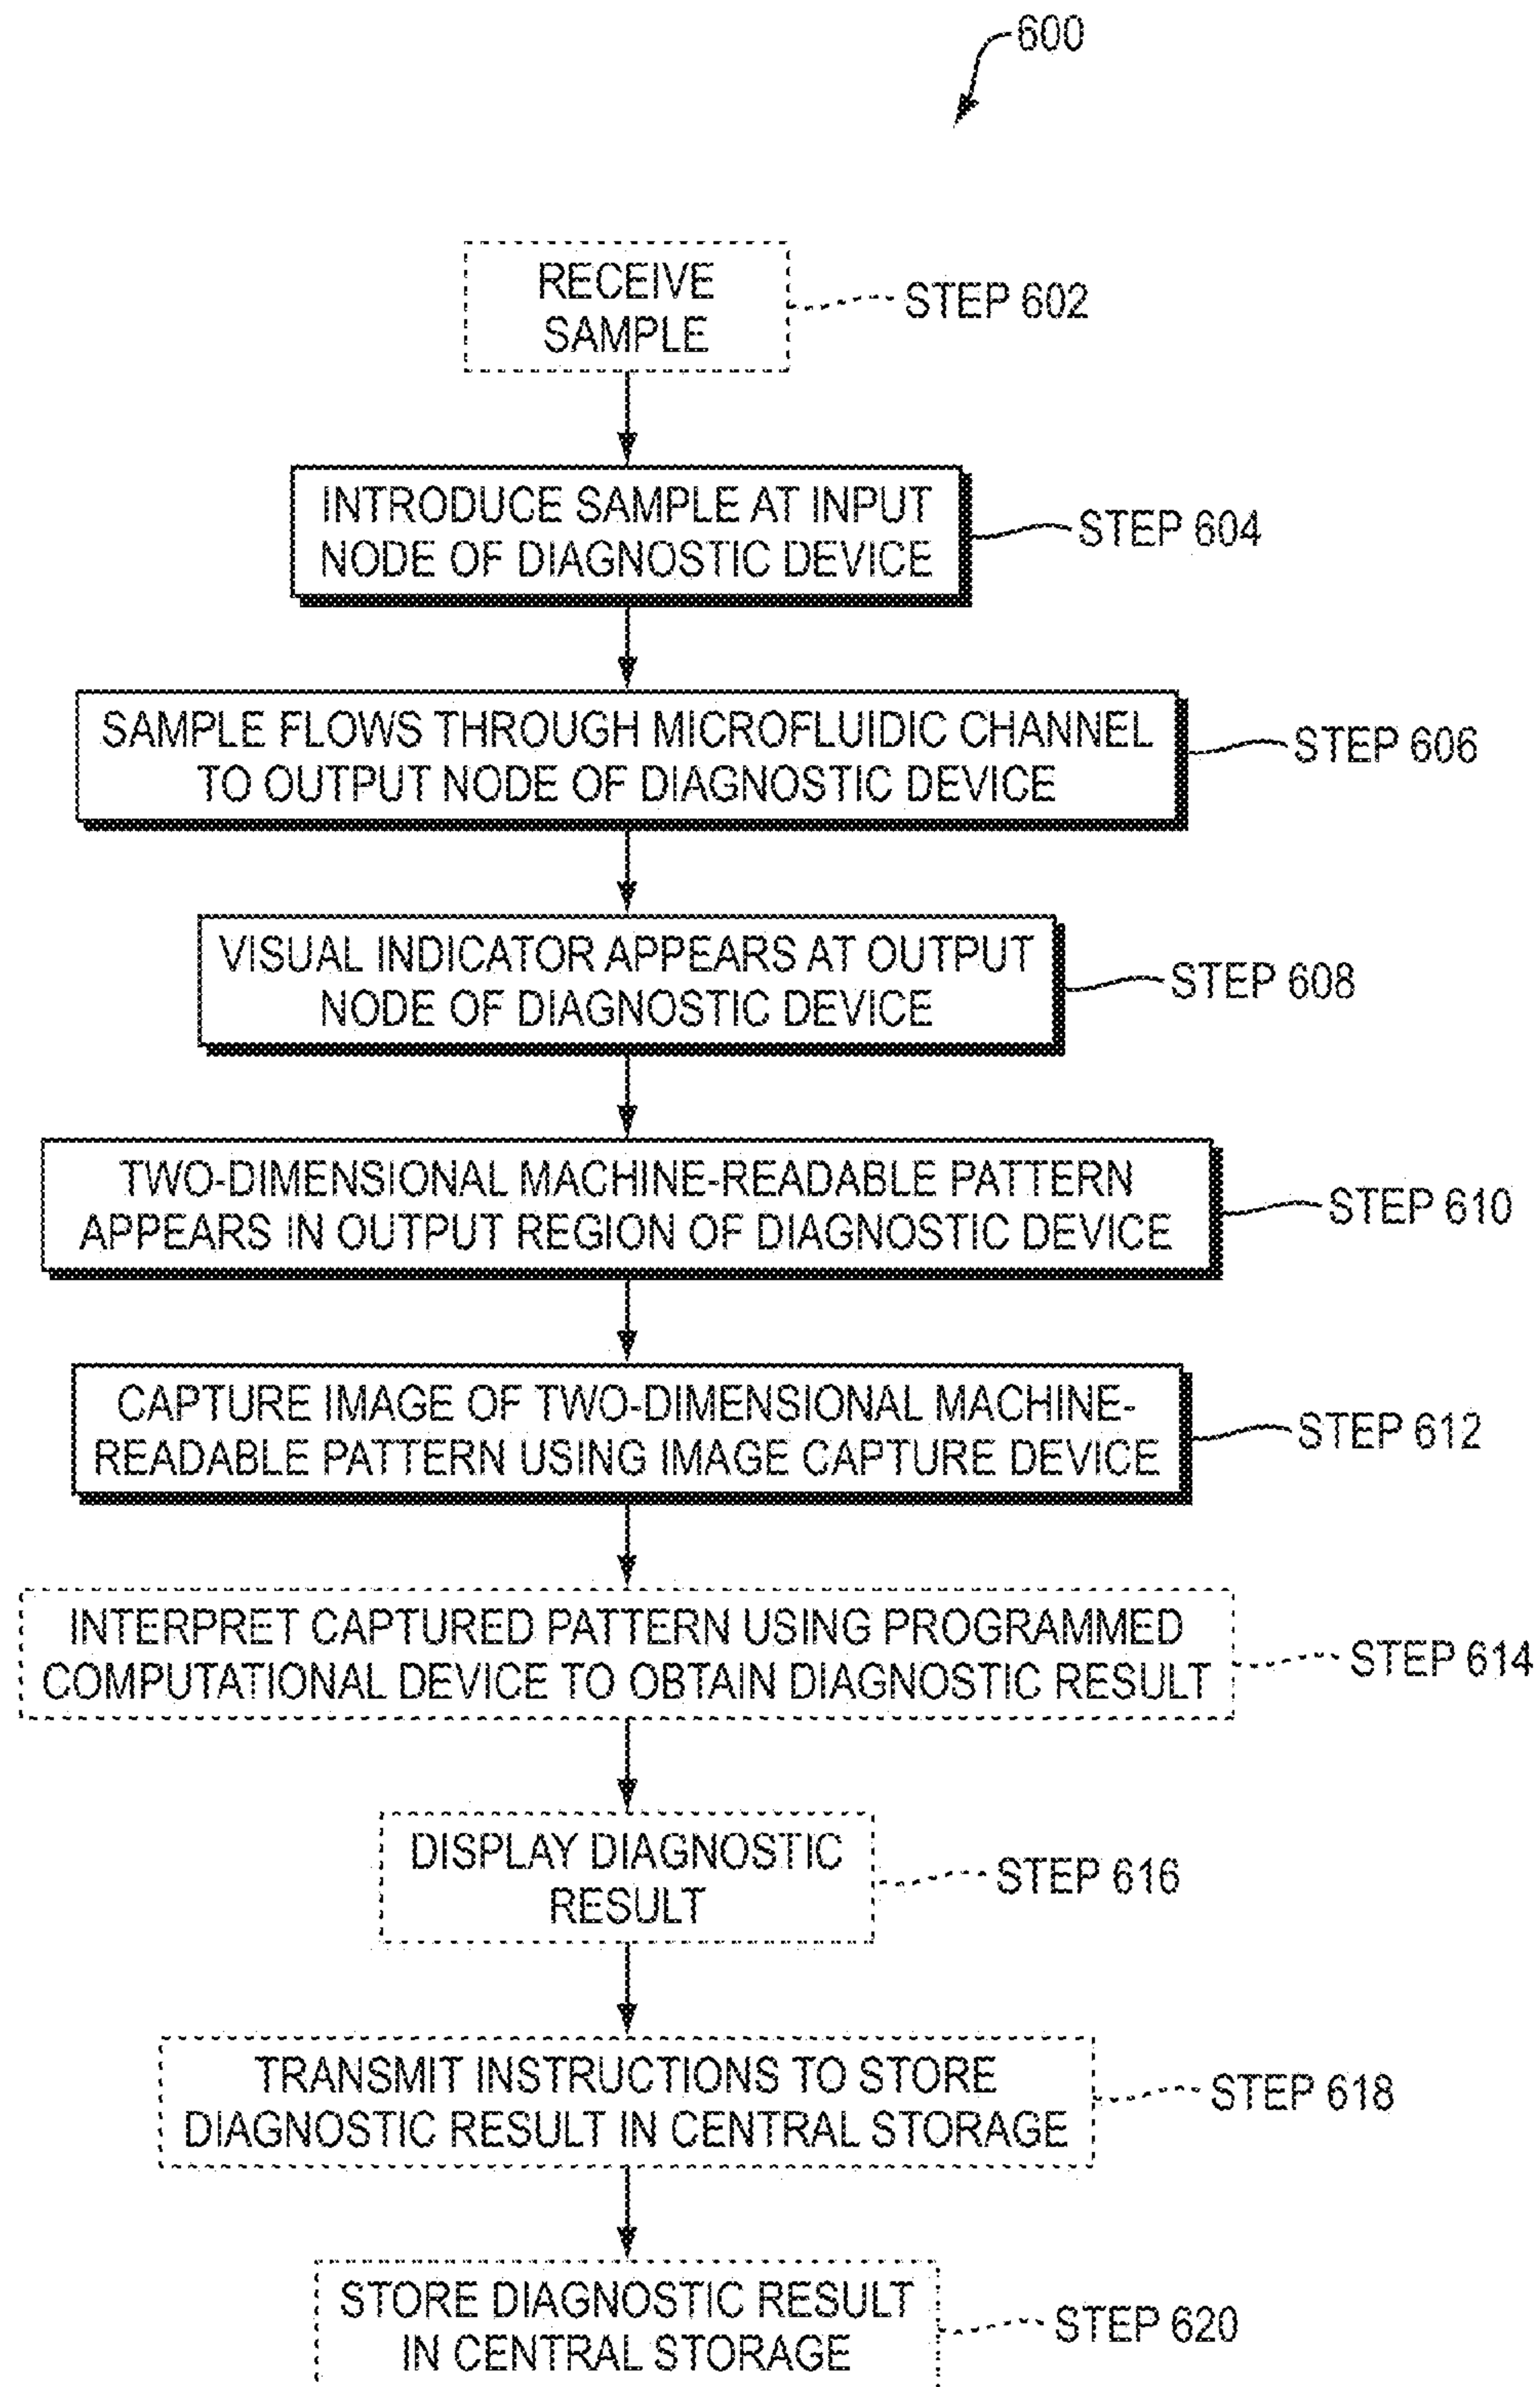 600
RECEIVE
SAMPLE
STEP 602
INTRODUCE SAMPLE AT INPUT
NODE OF DIAGNOSTIC DEVICE
STEP 604
SAMPLE FLOWS THROUGH MICROFLUIDIC CHANNEL
TO OUTPUT NODE OF DIAGNOSTIC DEVICE
STEP 606
VISUAL INDICATOR APPEARS AT OUTPUT
NODE OF DIAGNOSTIC DEVICE
STEP 608
TWO-DIMENSIONAL MACHINE-READABLE PATTERN
APPEARS IN OUTPUT REGION OF DIAGNOSTIC DEVICE
STEP 610
CAPTURE IMAGE OF TWO-DIMENSIONAL MACHINE-
READABLE PATTERN USING IMAGE CAPTURE DEVICE
STEP 612
INTERPRET CAPTURED PATTERN USING PROGRAMMED
COMPUTATIONAL DEVICE TO OBTAIN DIAGNOSTIC RESULT
STEP 614
DISPLAY DIAGNOSTIC
RESULT
STEP 616
TRANSMIT INSTRUCTIONS TO STORE
DIAGNOSTIC RESULT IN CENTRAL STORAGE
STEP 618
STORE DIAGNOSTIC RESULT
IN CENTRAL STORAGE
STEP 620